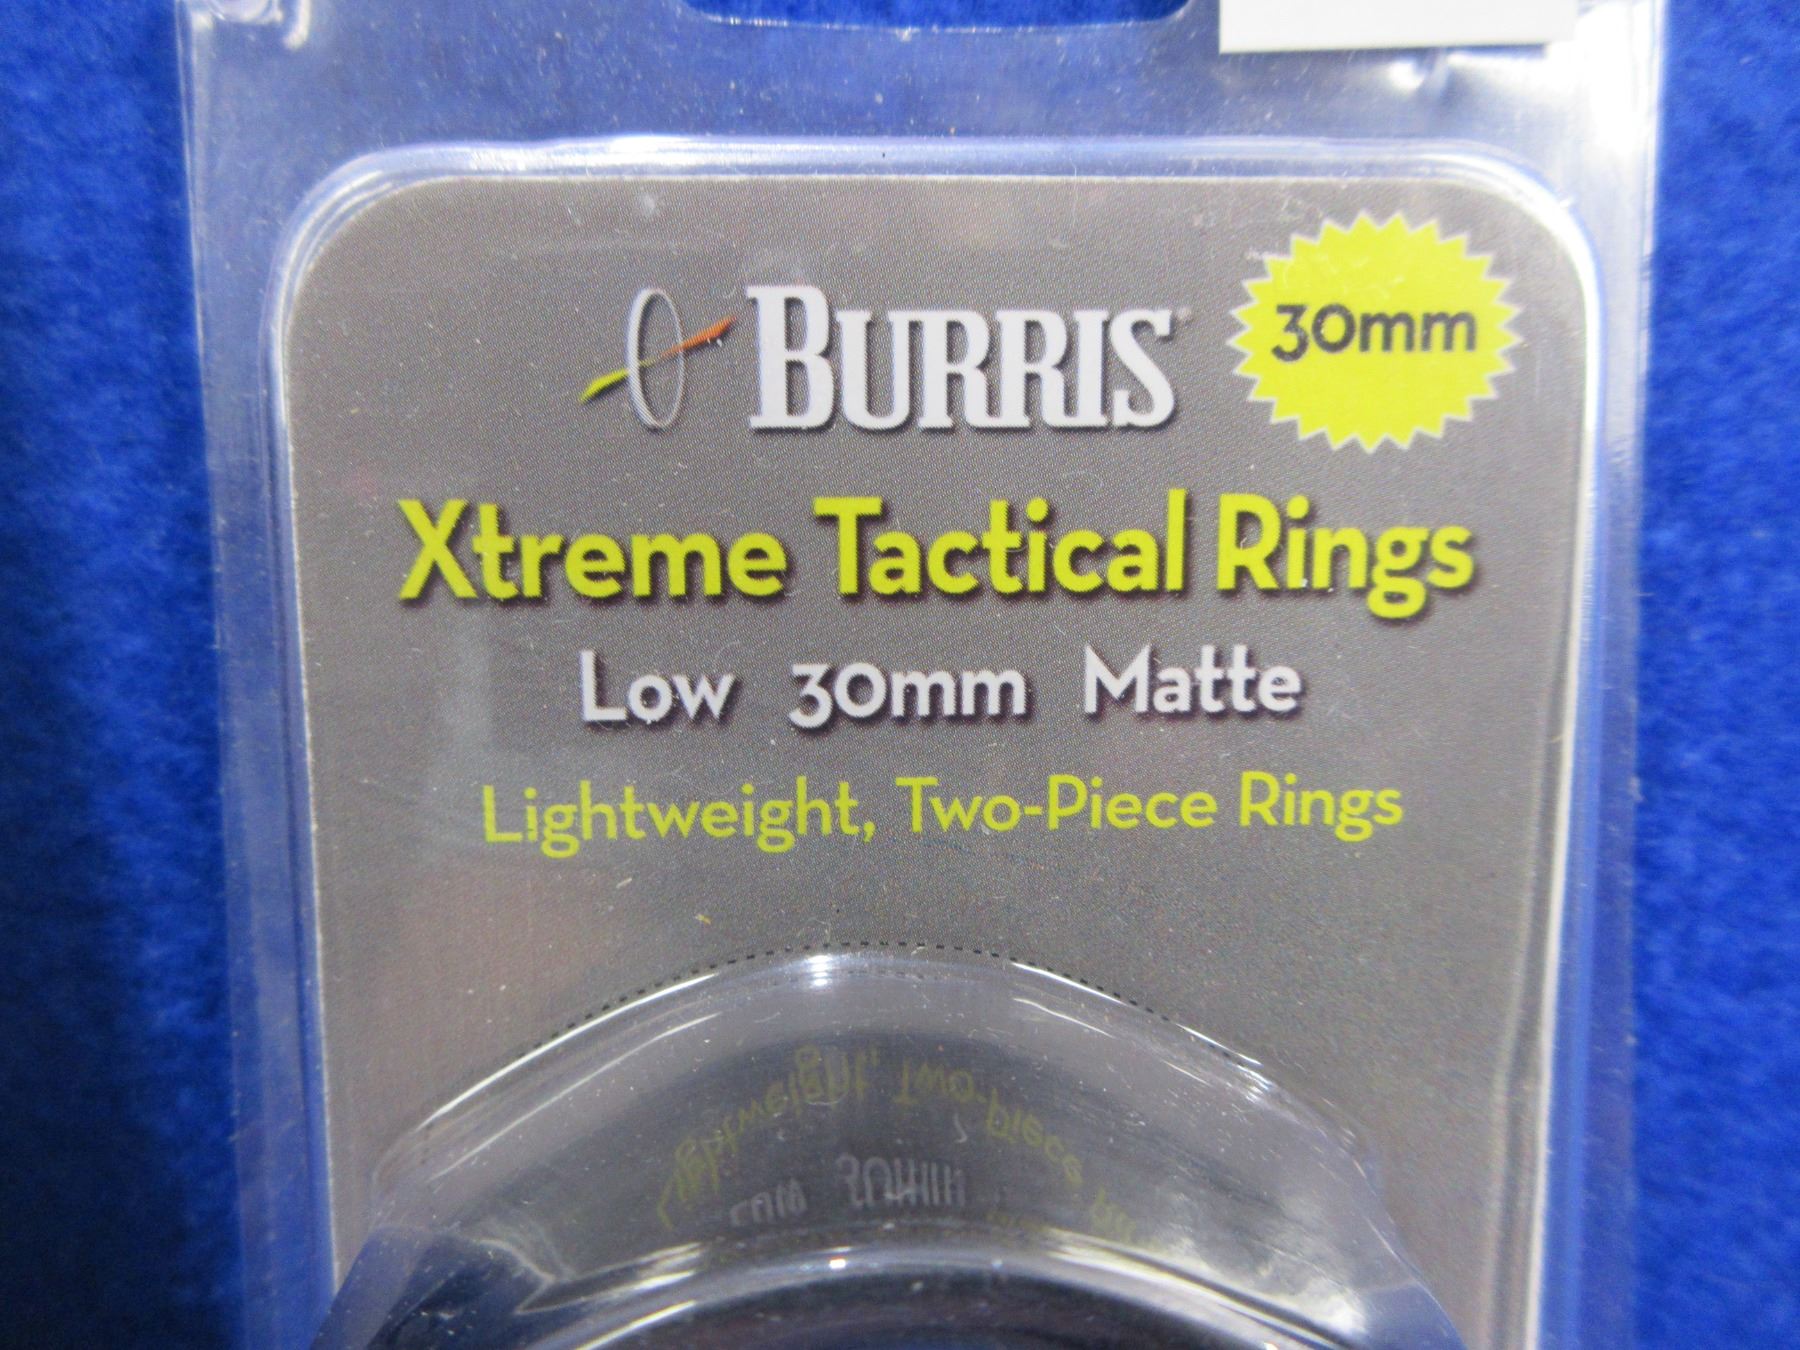 BURRIS
30mm
Xtreme Tactical Rings
Low 30mm Matte
Lightweight, Two-Piece Rings